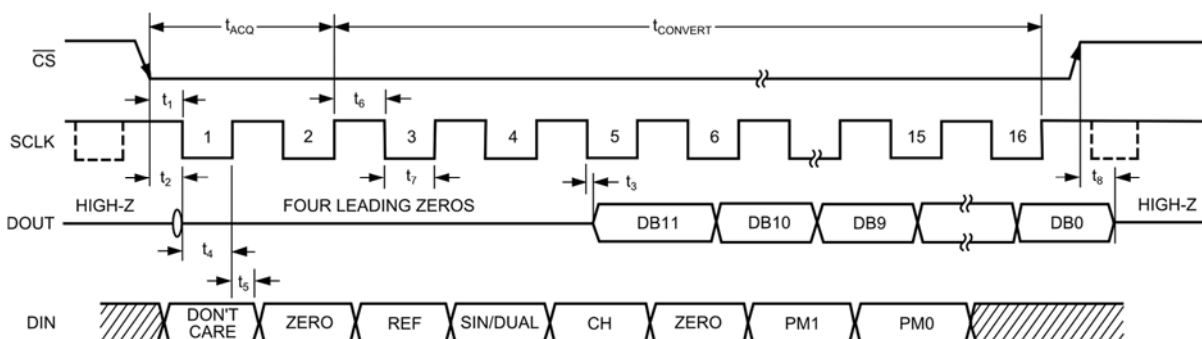 tACQ tCONVERT
CS
t1 t6
SCLK 1 2 3 4 5 6 15 16
t2 t7 t3 t8
HIGH-Z FOUR LEADING ZEROS HIGH-Z
DOUT DB11 DB10 DB9 DB0
t4
t5
DIN DON'T CARE ZERO REF SIN/DUAL CH ZERO PM1 PM0